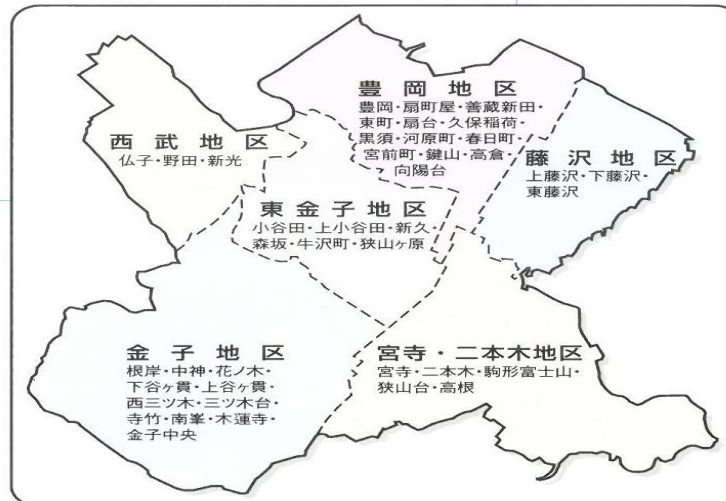 豊岡地区
豊岡・扇町屋・善蔵新田・
東町・扇台・久保稲荷・
黒須・河原町・春日町・
宮前町・鍵山・高倉・
向陽台
西武地区
仏子・野田・新光
藤沢地区
上藤沢・下藤沢・
東藤沢
東金子地区
小谷田・上小谷田・新久・
森坂・牛沢町・狭山ヶ原
金子地区
根岸・中神・花ノ木・
下谷ヶ貫・上谷ヶ貫・
西三ツ木・三ツ木台・
寺竹・南峯・木蓮寺・
金子中央
宮寺・二本木地区
宮寺・二本木・駒形富士山・
狭山台・高根